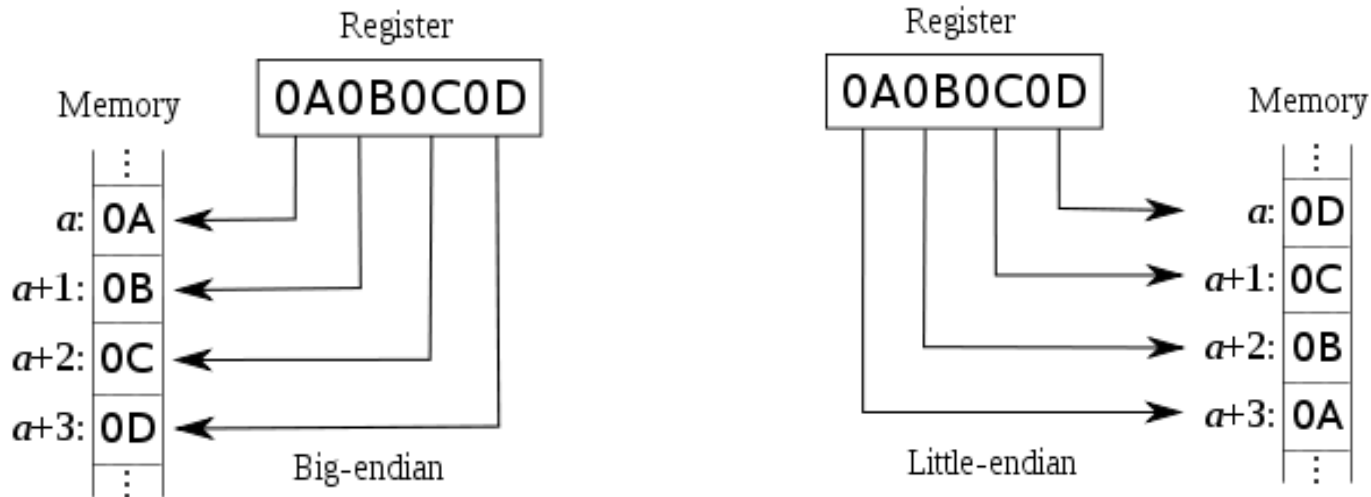 Register
0A0B0C0D
Memory
⋮
a: 0A
a+1: 0B
a+2: 0C
a+3: 0D
⋮
Big-endian
Register
0A0B0C0D
Memory
⋮
a: 0D
a+1: 0C
a+2: 0B
a+3: 0A
⋮
Little-endian